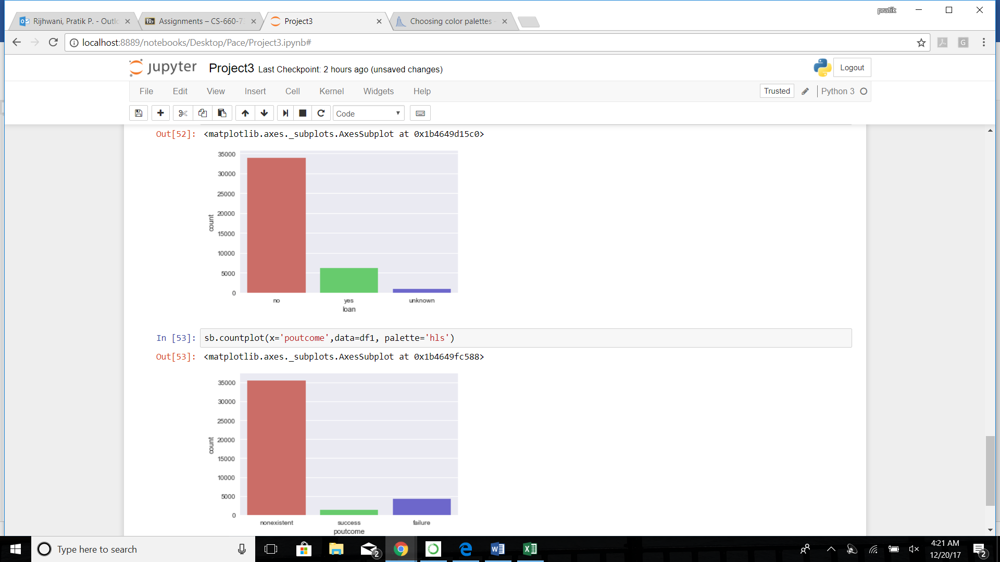 pratik
Rijhwani, Pratik P. - Outlo
Bb Assignments – CS-660-7
Project3
Choosing color palettes
localhost:8889/notebooks/Desktop/Pace/Project3.ipynb#
G
jupyter Project3 Last Checkpoint: 2 hours ago (unsaved changes)
Logout
File Edit View Insert Cell Kernel Widgets Help
Trusted
Python 3
Code
Out[52]: <matplotlib.axes._subplots.AxesSubplot at 0x1b4649d15c0>
35000
30000
25000
20000
15000
10000
5000
0
count
no yes unknown
loan
In [53]: sb.countplot(x='poutcome',data=df1, palette='hls')
Out[53]: <matplotlib.axes._subplots.AxesSubplot at 0x1b4649fc588>
35000
30000
25000
20000
15000
10000
5000
0
count
nonexistent success failure
poutcome
Type here to search
2
4:21 AM
12/20/17
2